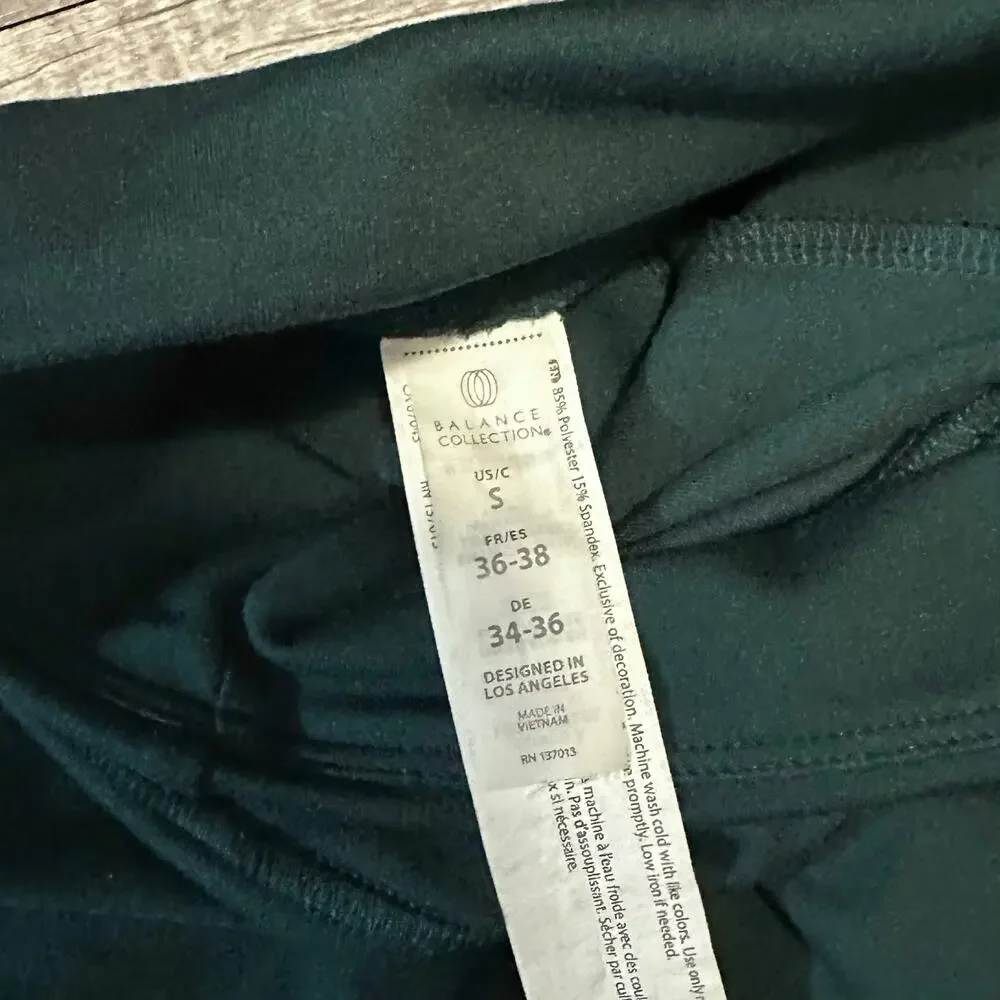 BALANCE
COLLECTION®
US/C
S
FR/ES
36-38
DE
34-36
DESIGNED IN
LOS ANGELES
MADE IN
VIETNAM
RN 137013
85% Polyester 15% Spandex. Exclusive of decoration. Machine wash cold with like colors. Use only
promptly. Low iron if needed.
machine à l'eau froide avec des
Pas d'assouplissant. Sécher par
si nécessaire.